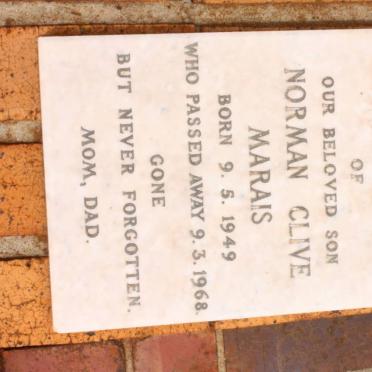 OF
OUR BELOVED SON
NORMAN CLIVE
MARAIS
BORN 9.5.1949
WHO PASSED AWAY 9.3.1968.
GONE
BUT NEVER FORGOTTEN.
MOM, DAD.